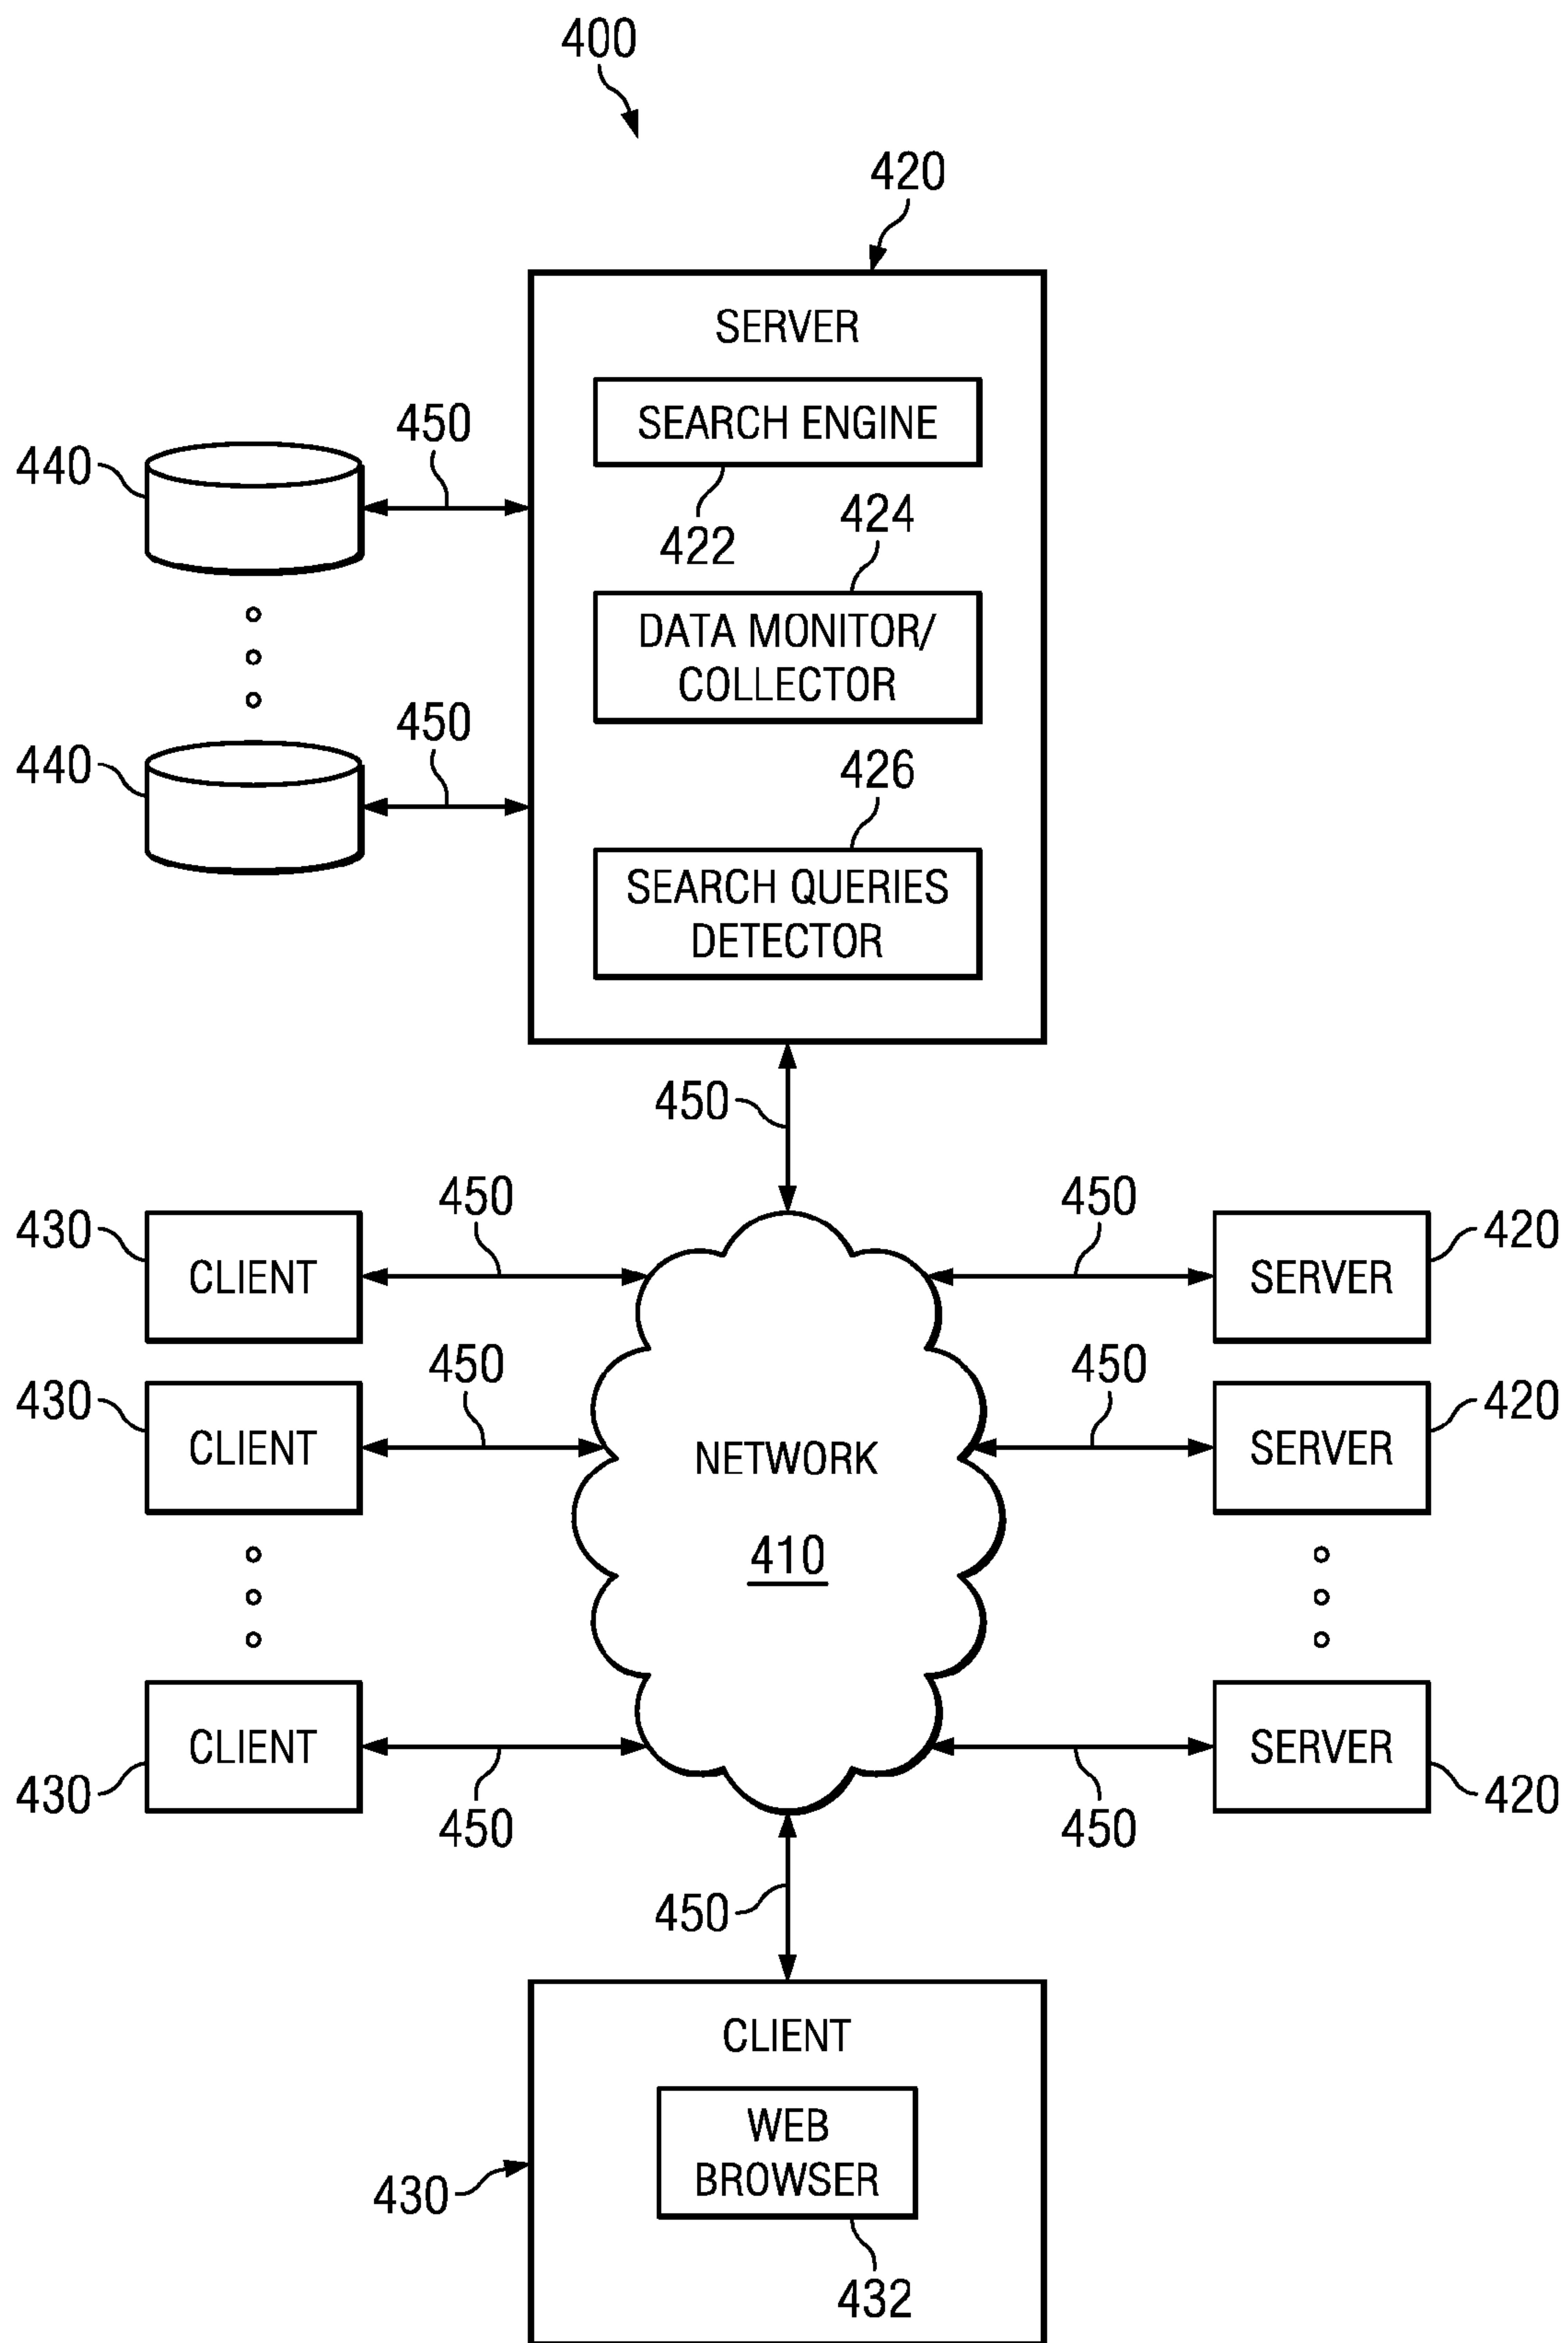 400
420
SERVER
SEARCH ENGINE
422
424
DATA MONITOR/
COLLECTOR
426
SEARCH QUERIES
DETECTOR
440
450
440
450
450
430
CLIENT
450
450
SERVER
420
430
CLIENT
450
450
SERVER
420
NETWORK
410
430
CLIENT
450
450
SERVER
420
450
CLIENT
WEB
BROWSER
430
432